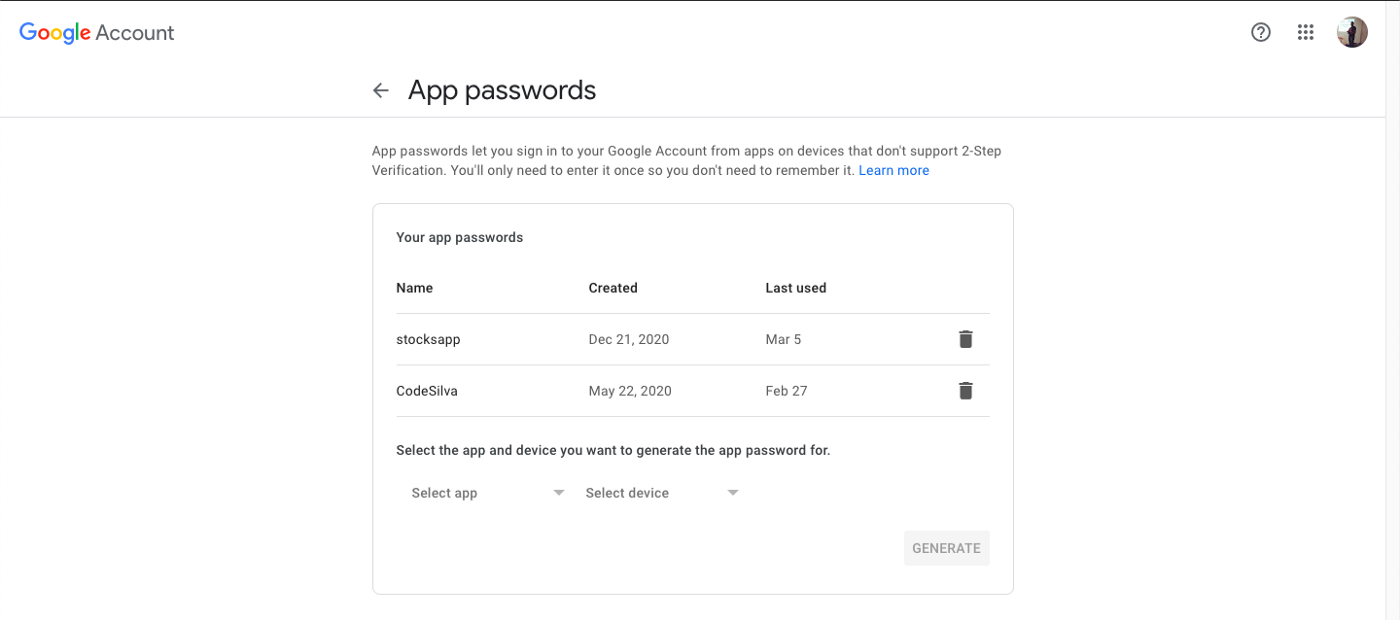 Google Account
App passwords
App passwords let you sign in to your Google Account from apps on devices that don't support 2-Step
Verification. You'll only need to enter it once so you don't need to remember it. Learn more
Your app passwords
Name Created Last used
stocksapp Dec 21, 2020 Mar 5
CodeSilva May 22, 2020 Feb 27
Select the app and device you want to generate the app password for.
Select app Select device
GENERATE